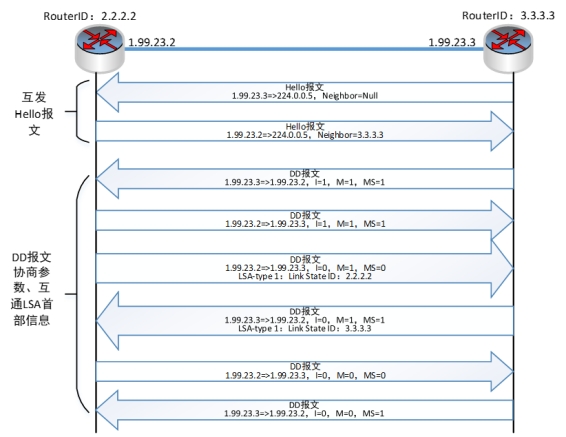 RouterID：2.2.2.2
RouterID：3.3.3.3
1.99.23.2
1.99.23.3
互发
Hello报
文
Hello报文
1.99.23.3=>224.0.0.5，Neighbor=Null
Hello报文
1.99.23.2=>224.0.0.5，Neighbor=3.3.3.3
DD报文
协商参
数、互
通LSA首
部信息
DD报文
1.99.23.3=>1.99.23.2，I=1，M=1，MS=1
DD报文
1.99.23.2=>1.99.23.3，I=1，M=1，MS=1
DD报文
1.99.23.2=>1.99.23.3，I=0，M=1，MS=0
LSA-type 1：Link State ID：2.2.2.2
DD报文
1.99.23.3=>1.99.23.2，I=0，M=1，MS=1
LSA-type 1：Link State ID：3.3.3.3
DD报文
1.99.23.2=>1.99.23.3，I=0，M=0，MS=0
DD报文
1.99.23.3=>1.99.23.2，I=0，M=0，MS=1